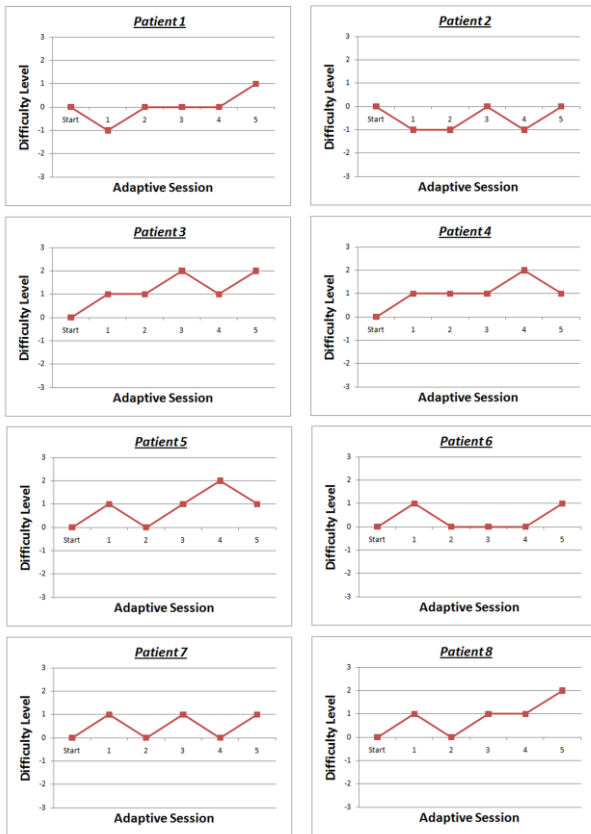 Patient 1
Difficulty Level
3
2
1
0
-1
-2
-3
Start 1 2 3 4 5
Adaptive Session
Patient 2
Difficulty Level
3
2
1
0
-1
-2
-3
Start 1 2 3 4 5
Adaptive Session
Patient 3
Difficulty Level
3
2
1
0
-1
-2
-3
Start 1 2 3 4 5
Adaptive Session
Patient 4
Difficulty Level
3
2
1
0
-1
-2
-3
Start 1 2 3 4 5
Adaptive Session
Patient 5
Difficulty Level
3
2
1
0
-1
-2
-3
Start 1 2 3 4 5
Adaptive Session
Patient 6
Difficulty Level
3
2
1
0
-1
-2
-3
Start 1 2 3 4 5
Adaptive Session
Patient 7
Difficulty Level
3
2
1
0
-1
-2
-3
Start 1 2 3 4 5
Adaptive Session
Patient 8
Difficulty Level
3
2
1
0
-1
-2
-3
Start 1 2 3 4 5
Adaptive Session